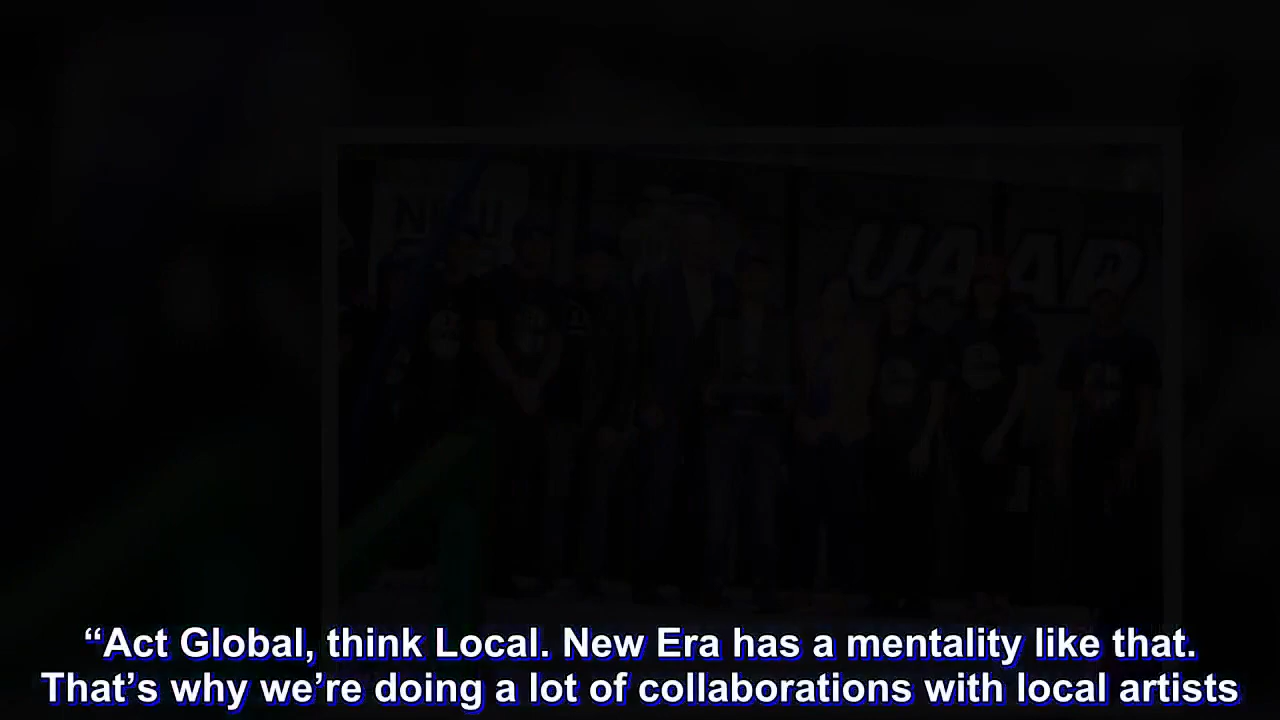 UAAP
“Act Global, think Local. New Era has a mentality like that.
That’s why we’re doing a lot of collaborations with local artists